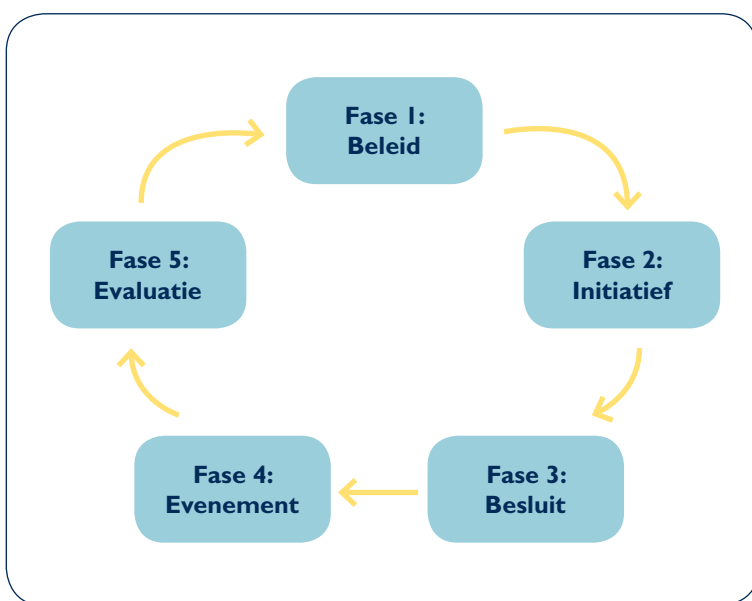 Fase 1:
Beleid
Fase 2:
Initiatief
Fase 3:
Besluit
Fase 4:
Evenement
Fase 5:
Evaluatie